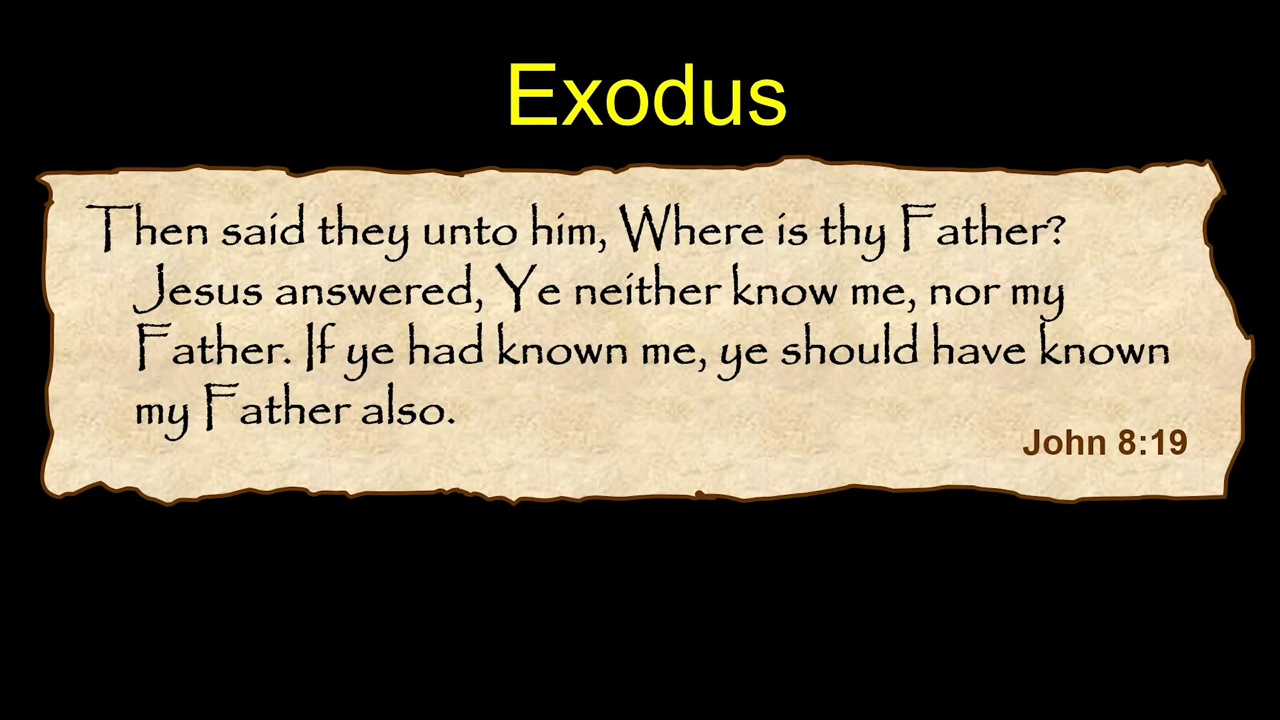 Exodus
Then said they unto him, Where is thy Father?
Jesus answered, Ye neither know me, nor my
Father. If ye had known me, ye should have known
my Father also.
John 8:19